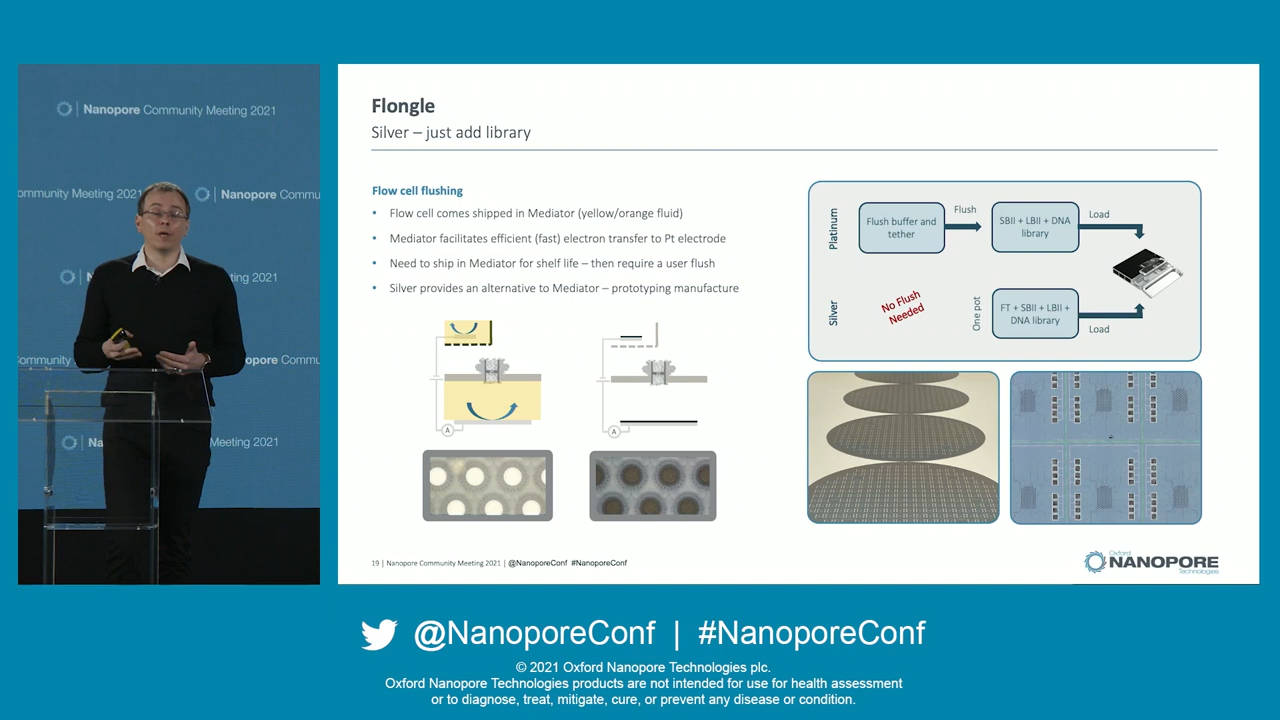 Nanopore Community Meeting 2021
ommunity Meeting 2021
Nanopore Commu
Na
Meeting 2021
ommunity Meeting 2021
nopore Com
Na
Meeting 2021
Flongle
Silver – just add library
Flow cell flushing
• Flow cell comes shipped in Mediator (yellow/orange fluid)
• Mediator facilitates efficient (fast) electron transfer to Pt electrode
• Need to ship in Mediator for shelf life – then require a user flush
• Silver provides an alternative to Mediator – prototyping manufacture
A
A
Platinum
Flush buffer and
tether
Flush
SBII + LBII + DNA
library
Load
Silver
No Flush
Needed
One pot
FT + SBII + LBII +
DNA library
Load
19 | Nanopore Community Meeting 2021 | @NanoporeConf #NanoporeConf
Oxford
NANOPORE
Technologies
@NanoporeConf | #NanoporeConf
© 2021 Oxford Nanopore Technologies plc.
Oxford Nanopore Technologies products are not intended for use for health assessment
or to diagnose, treat, mitigate, cure, or prevent any disease or condition.